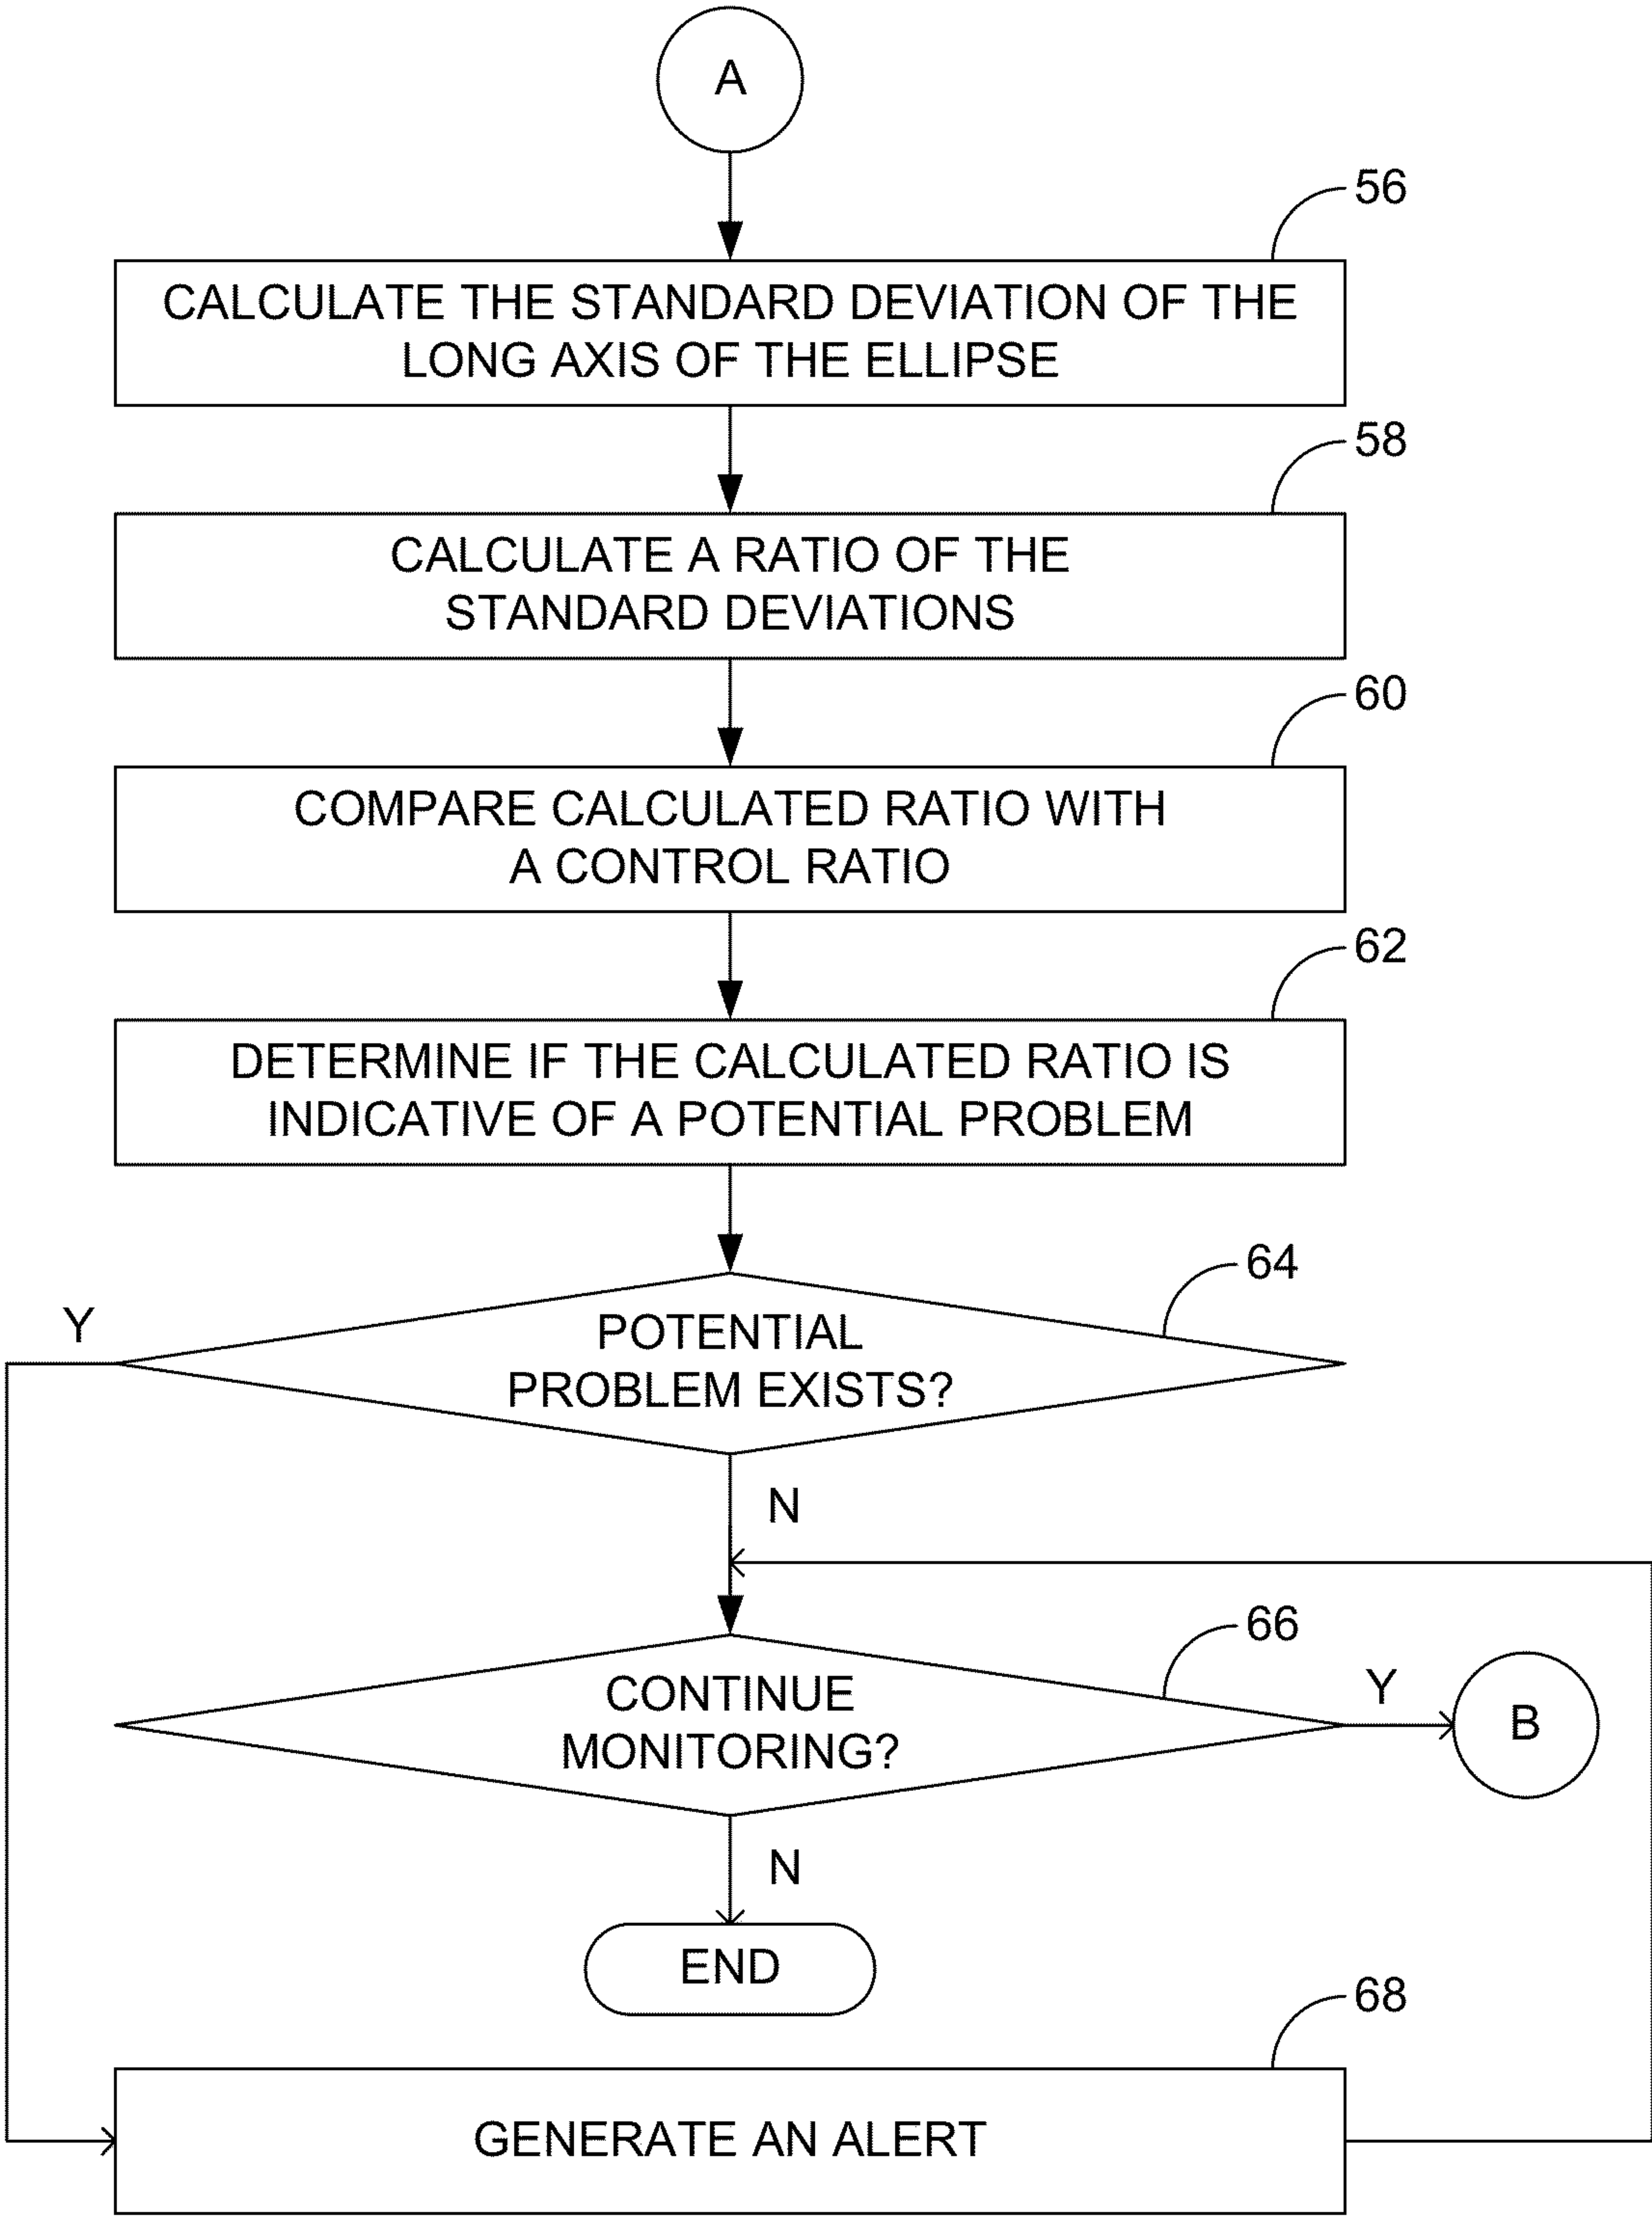 A
56
CALCULATE THE STANDARD DEVIATION OF THE
LONG AXIS OF THE ELLIPSE
58
CALCULATE A RATIO OF THE
STANDARD DEVIATIONS
60
COMPARE CALCULATED RATIO WITH
A CONTROL RATIO
62
DETERMINE IF THE CALCULATED RATIO IS
INDICATIVE OF A POTENTIAL PROBLEM
64
Y
POTENTIAL
PROBLEM EXISTS?
N
66
CONTINUE
MONITORING?
Y
B
N
END
68
GENERATE AN ALERT